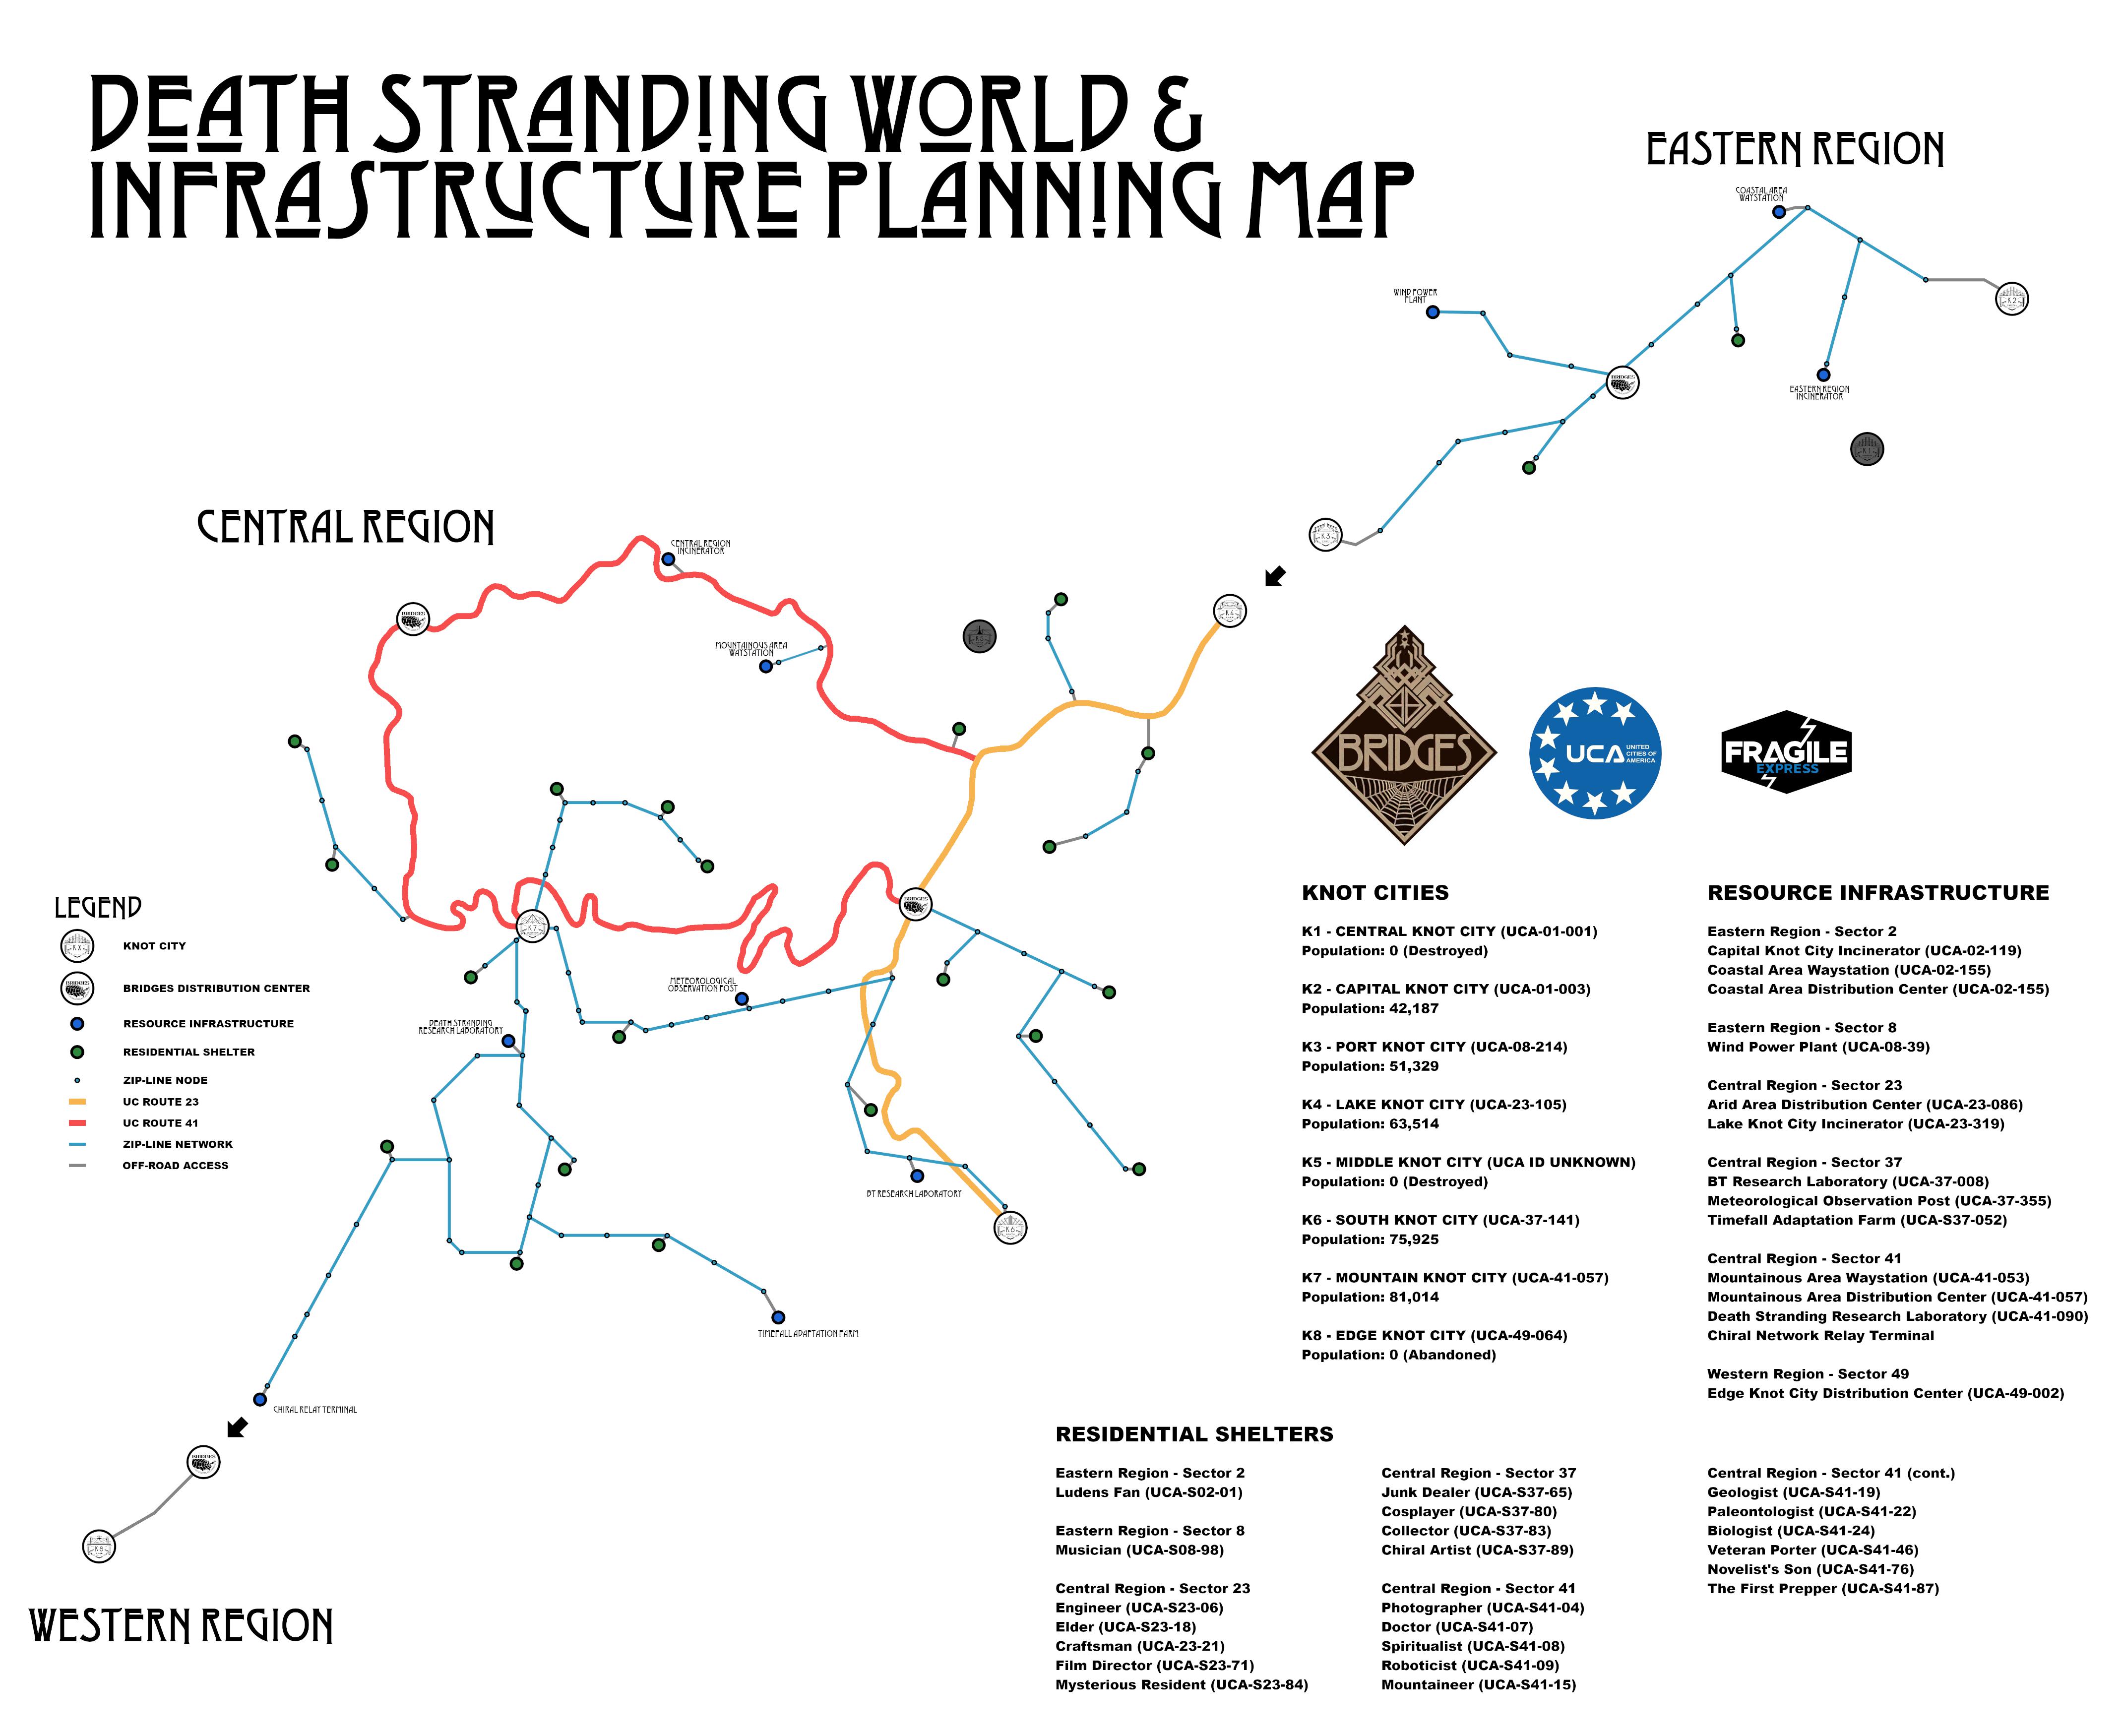 DEATH STRANDING WORLD &
INFRASTRUCTURE PLANNING MAP
EASTERN REGION
COASTAL AREA
WAYSTATION
WIND POWER
PLANT
K2
BRIDGES
EASTERN REGION
INCINERATOR
K1
K3
CENTRAL REGION
CENTRAL REGION
INCINERATOR
BRIDGES
K4
K5
MOUNTAINOUS AREA
WAYSTATION
BRIDGES
UCA
UNITED
CITIES OF
AMERICA
FRAGILE
EXPRESS
BRIDGES
K7
METEOROLOGICAL
OBSERVATION POST
DEATH STRANDING
RESEARCH LABORATORY
BT RESEARCH LABORATORY
K6
TIMEFALL ADAPTATION FARM
CHIRAL RELAY TERMINAL
BRIDGES
K8
WESTERN REGION
LEGEND
KX
KNOT CITY
BRIDGES
BRIDGES DISTRIBUTION CENTER
RESOURCE INFRASTRUCTURE
RESIDENTIAL SHELTER
ZIP-LINE NODE
UC ROUTE 23
UC ROUTE 41
ZIP-LINE NETWORK
OFF-ROAD ACCESS
KNOT CITIES
K1 - CENTRAL KNOT CITY (UCA-01-001)
Population: 0 (Destroyed)
K2 - CAPITAL KNOT CITY (UCA-01-003)
Population: 42,187
K3 - PORT KNOT CITY (UCA-08-214)
Population: 51,329
K4 - LAKE KNOT CITY (UCA-23-105)
Population: 63,514
K5 - MIDDLE KNOT CITY (UCA ID UNKNOWN)
Population: 0 (Destroyed)
K6 - SOUTH KNOT CITY (UCA-37-141)
Population: 75,925
K7 - MOUNTAIN KNOT CITY (UCA-41-057)
Population: 81,014
K8 - EDGE KNOT CITY (UCA-49-064)
Population: 0 (Abandoned)
RESOURCE INFRASTRUCTURE
Eastern Region - Sector 2
Capital Knot City Incinerator (UCA-02-119)
Coastal Area Waystation (UCA-02-155)
Coastal Area Distribution Center (UCA-02-155)
Eastern Region - Sector 8
Wind Power Plant (UCA-08-39)
Central Region - Sector 23
Arid Area Distribution Center (UCA-23-086)
Lake Knot City Incinerator (UCA-23-319)
Central Region - Sector 37
BT Research Laboratory (UCA-37-008)
Meteorological Observation Post (UCA-37-355)
Timefall Adaptation Farm (UCA-S37-052)
Central Region - Sector 41
Mountainous Area Waystation (UCA-41-053)
Mountainous Area Distribution Center (UCA-41-057)
Death Stranding Research Laboratory (UCA-41-090)
Chiral Network Relay Terminal
Western Region - Sector 49
Edge Knot City Distribution Center (UCA-49-002)
RESIDENTIAL SHELTERS
Eastern Region - Sector 2
Ludens Fan (UCA-S02-01)
Eastern Region - Sector 8
Musician (UCA-S08-98)
Central Region - Sector 23
Engineer (UCA-S23-06)
Elder (UCA-S23-18)
Craftsman (UCA-23-21)
Film Director (UCA-S23-71)
Mysterious Resident (UCA-S23-84)
Central Region - Sector 37
Junk Dealer (UCA-S37-65)
Cosplayer (UCA-S37-80)
Collector (UCA-S37-83)
Chiral Artist (UCA-S37-89)
Central Region - Sector 41
Photographer (UCA-S41-04)
Doctor (UCA-S41-07)
Spiritualist (UCA-S41-08)
Roboticist (UCA-S41-09)
Mountaineer (UCA-S41-15)
Central Region - Sector 41 (cont.)
Geologist (UCA-S41-19)
Paleontologist (UCA-S41-22)
Biologist (UCA-S41-24)
Veteran Porter (UCA-S41-46)
Novelist's Son (UCA-S41-76)
The First Prepper (UCA-S41-87)